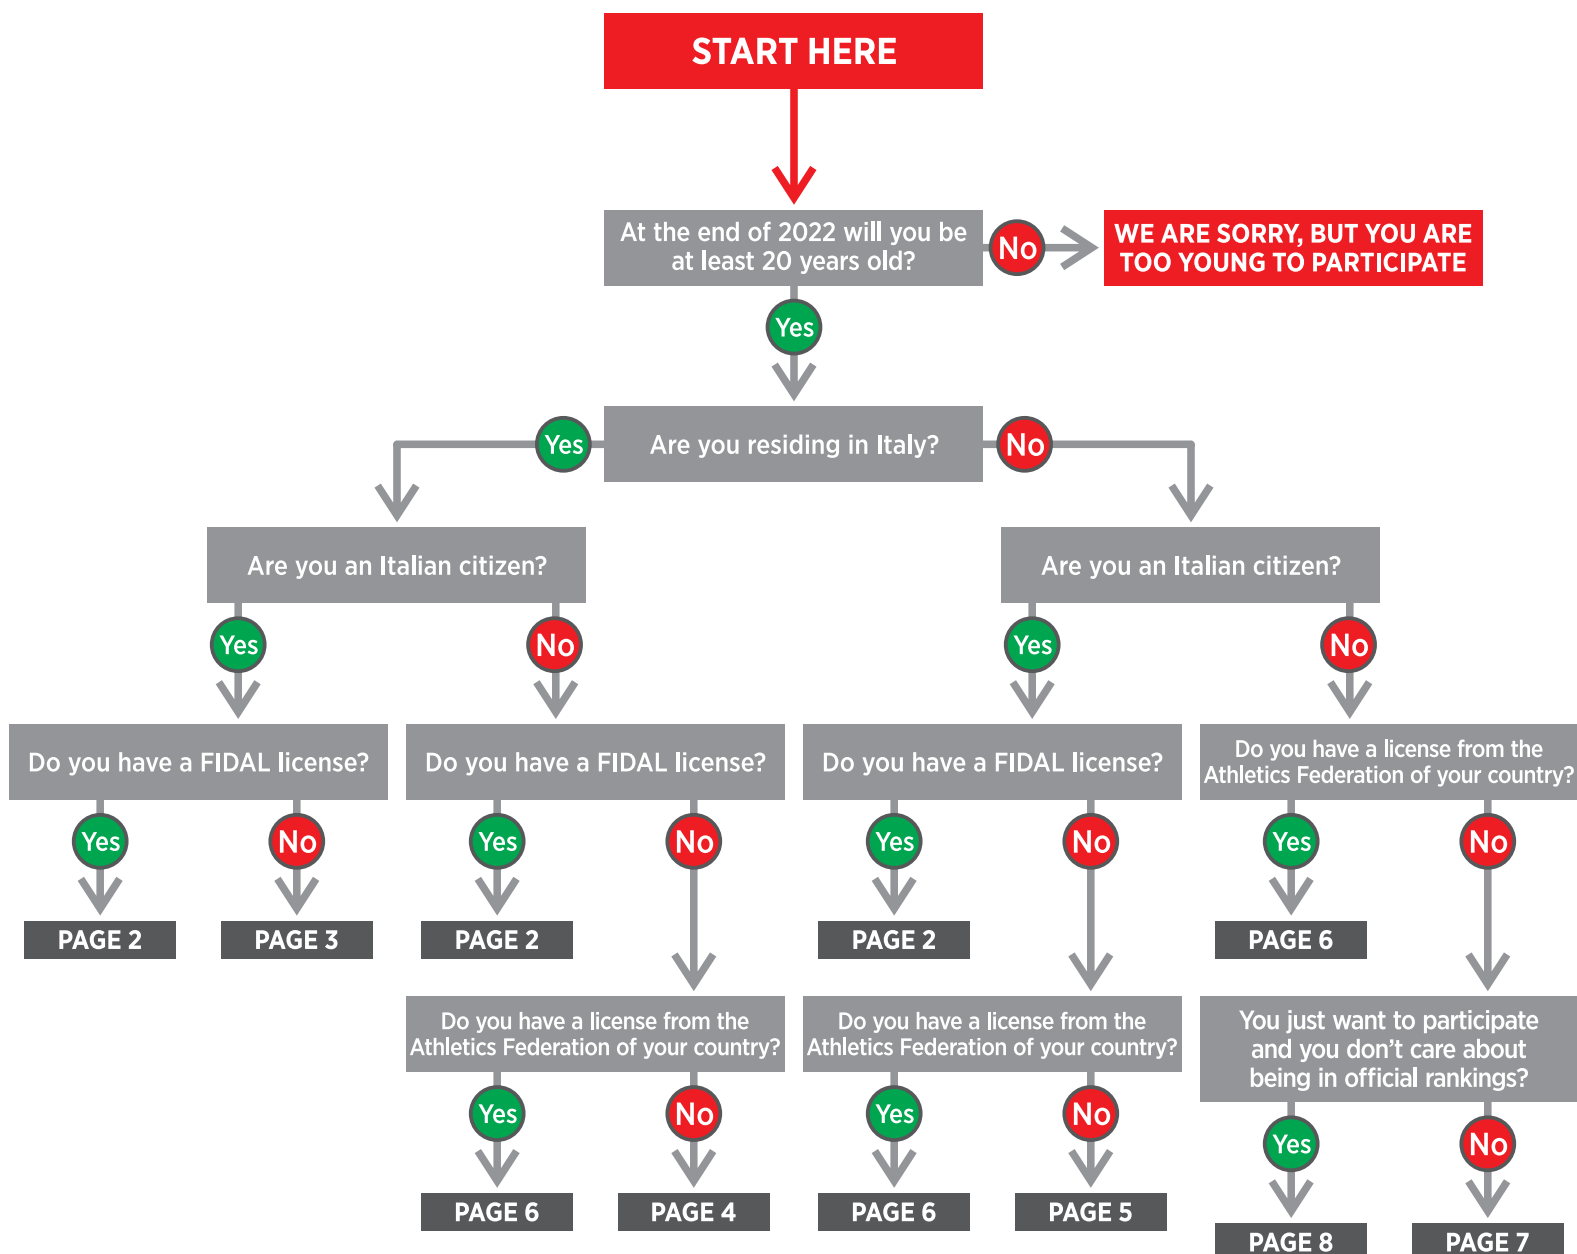 START HERE
At the end of 2022 will you be
at least 20 years old?
No
WE ARE SORRY, BUT YOU ARE
TOO YOUNG TO PARTICIPATE
Yes
Yes
Are you residing in Italy?
No
Are you an Italian citizen?
Are you an Italian citizen?
Yes
No
Yes
No
Do you have a FIDAL license?
Do you have a FIDAL license?
Do you have a FIDAL license?
Do you have a license from the
Athletics Federation of your country?
Yes
No
Yes
No
Yes
No
Yes
No
PAGE 2
PAGE 3
PAGE 2
PAGE 2
PAGE 6
Do you have a license from the
Athletics Federation of your country?
Do you have a license from the
Athletics Federation of your country?
You just want to participate
and you don't care about
being in official rankings?
Yes
No
Yes
No
Yes
No
PAGE 6
PAGE 4
PAGE 6
PAGE 5
PAGE 8
PAGE 7